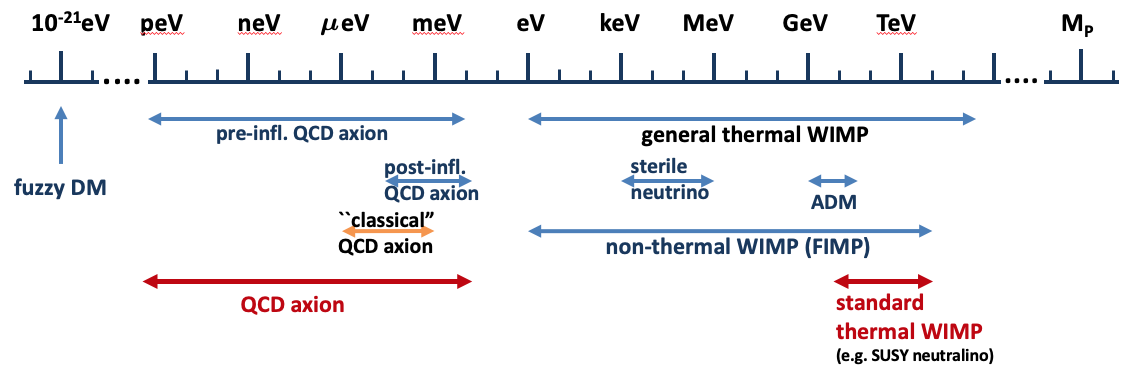 10⁻²¹eV peV neV μeV meV eV keV MeV GeV TeV Mₚ
pre-infl. QCD axion
general thermal WIMP
post-infl.
QCD axion
sterile
neutrino
fuzzy DM
ADM
``classical”
QCD axion
non-thermal WIMP (FIMP)
QCD axion
standard
thermal WIMP
(e.g. SUSY neutralino)